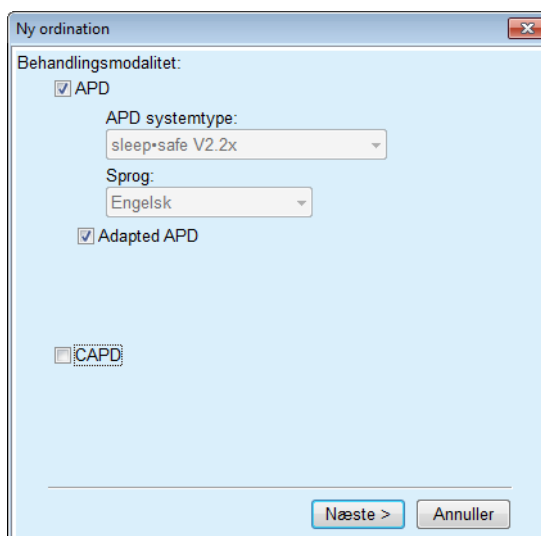 Ny ordination
Behandlingsmodalitet:
APD
APD systemtype:
sleep•safe V2.2x
Sprog:
Engelsk
Adapted APD
CAPD
Næste >
Annuller